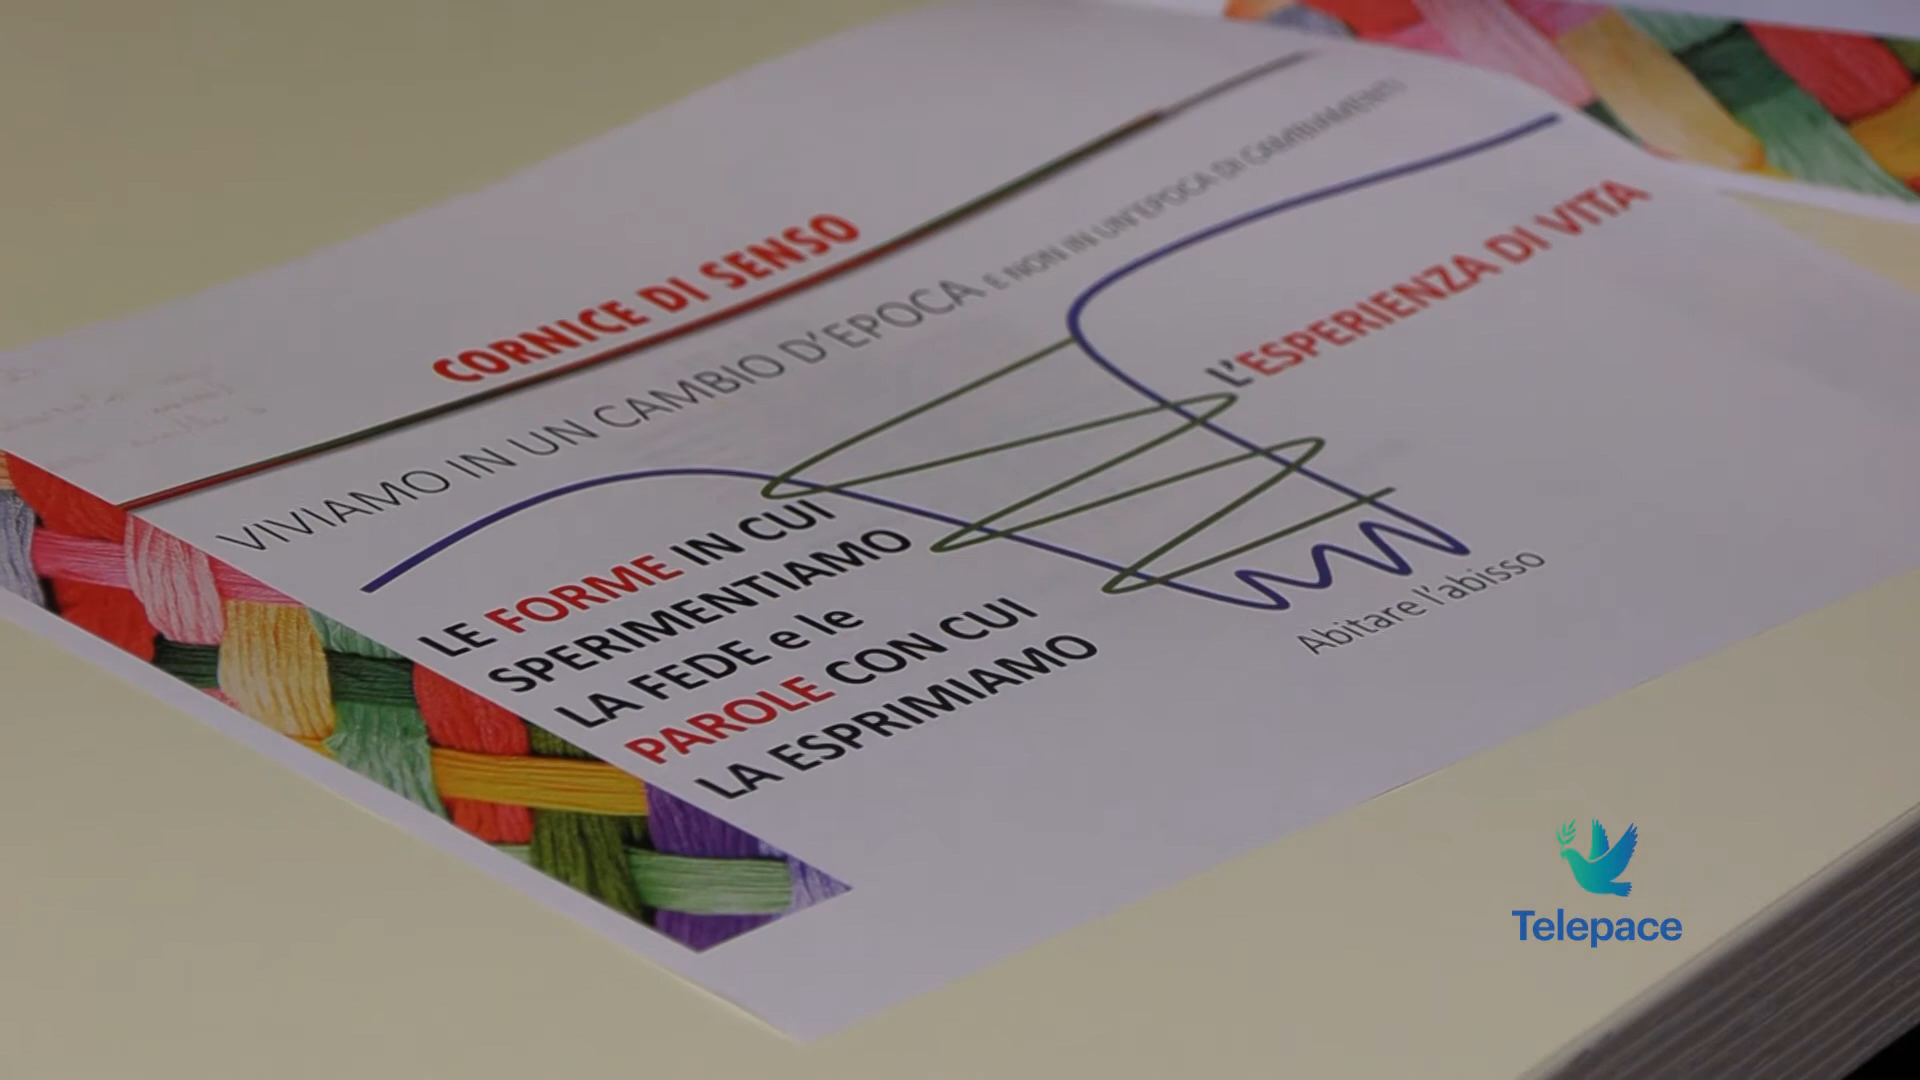 CORNICE DI SENSO
VIVIAMO IN UN CAMBIO D'EPOCA E NON IN UN'EPOCA DI CAMBIAMENTI
L'ESPERIENZA DI VITA
LE FORME IN CUI
SPERIMENTIAMO
LA FEDE e le
PAROLE CON CUI
LA ESPRIMIAMO
Abitare l'abisso
Telepace